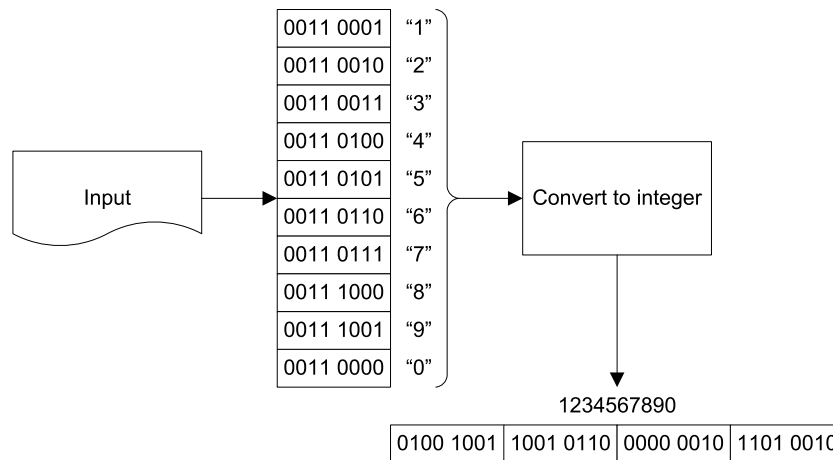 0011 0001 “1”
0011 0010 “2”
0011 0011 “3”
0011 0100 “4”
0011 0101 “5”
Input
Convert to integer
0011 0110 “6”
0011 0111 “7”
0011 1000 “8”
0011 1001 “9”
0011 0000 “0”
1234567890
0100 1001 1001 0110 0000 0010 1101 0010